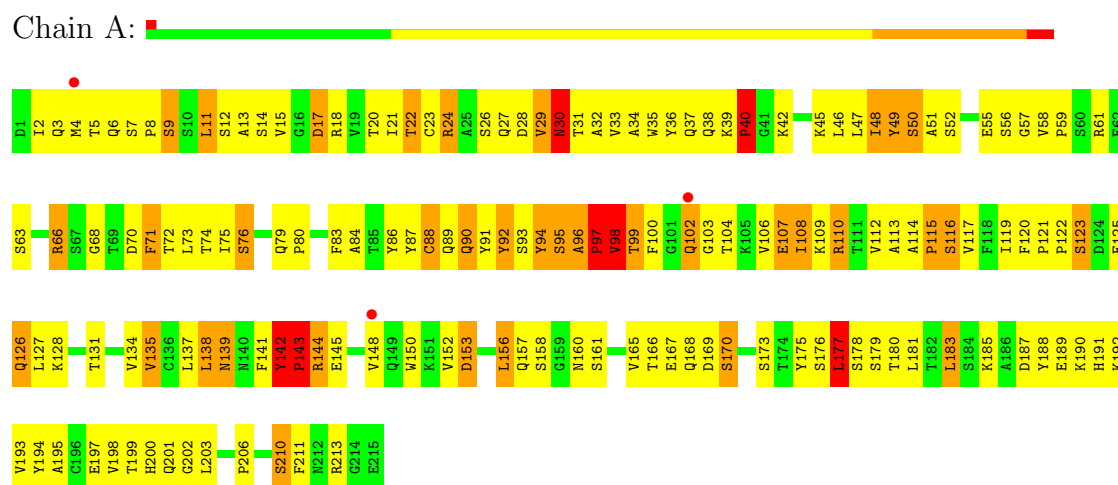 Chain A:
D1 I2 Q3 M4 T5 Q6 S7 P8 S9 S10 L11 S12 A13 S14 V15 G16 D17 R18 V19 T20 I21 T22 C23 R24 A25 S26 Q27 D28 V29 N30 T31 A32 V33 A34 W35 Y36 Q37 Q38 K39 P40 G41 K42 K45 L46 L47 I48 Y49 S50 A51 S52 E55 S56 G57 V58 P59 S60 R61 F62
S63 R66 S67 G68 T69 D70 F71 T72 L73 T74 I75 S76 Q79 P80 F83 A84 T85 Y86 Y87 C88 Q89 Q90 Y91 Y92 S93 Y94 S95 A96 P97 V98 T99 F100 G101 Q102 G103 T104 K105 V106 E107 I108 K109 R110 T111 V112 A113 A114 P115 S116 V117 F118 I119 F120 P121 P122 S123 D124 E125
Q126 L127 K128 T131 V134 V135 C136 L137 L138 N139 N140 F141 Y142 P143 R144 E145 V148 Q149 W150 K151 V152 D153 L156 Q157 S158 G159 N160 S161 V165 T166 E167 Q168 D169 S170 S173 T174 Y175 S176 L177 S178 S179 T180 L181 T182 L183 S184 K185 A186 D187 Y188 E189 K190 H191 K192
V193 Y194 A195 C196 E197 V198 T199 H200 Q201 G202 L203 P206 S210 F211 N212 R213 G214 E215